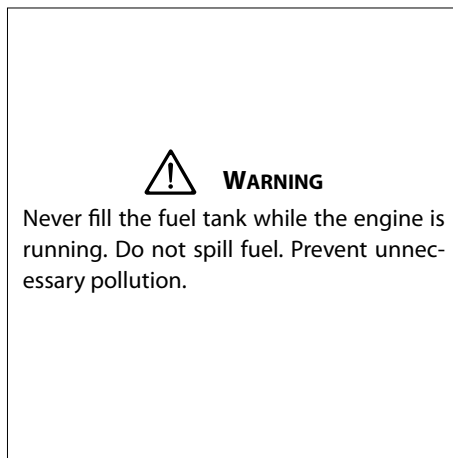 WARNING
Never fill the fuel tank while the engine is
running. Do not spill fuel. Prevent unnec-
essary pollution.